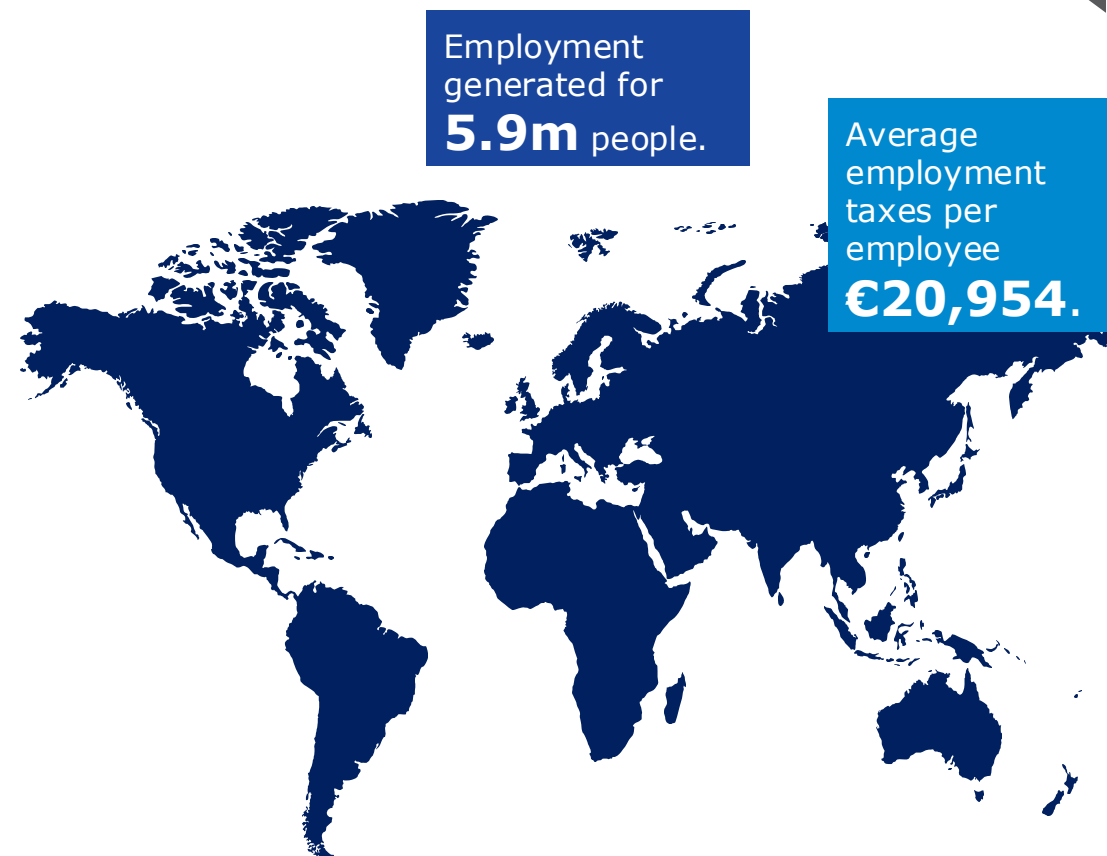 Employment
generated for
5.9m people.
Average
employment
taxes per
employee
€20,954.